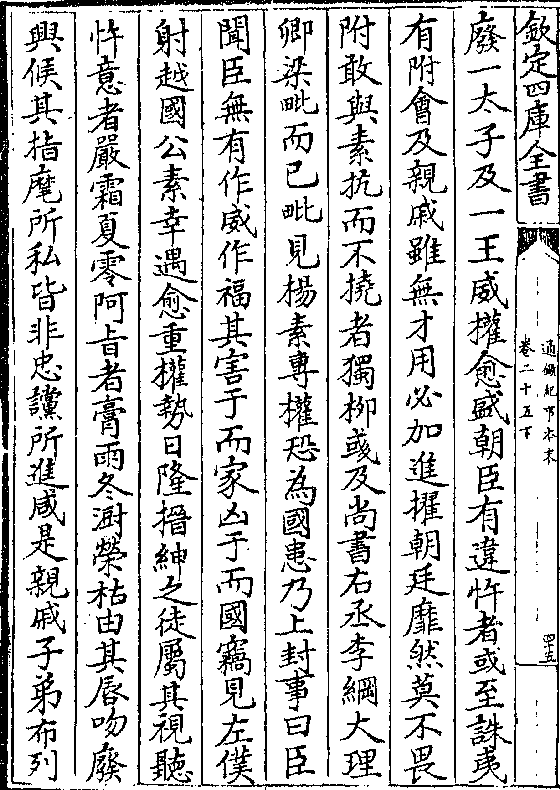 欽定四庫全書
通鑑紀事本末
卷二十五下
四十五
廢一太子及一王威權愈盛朝臣有違忤者或至誅夷
有附會及親戚雖無才用必加進擢朝廷靡然莫不畏
附敢與素抗而不撓者獨柳彧及尚書右丞李綱大理
卿梁毗而已毗見楊素專權恐為國患乃上封事曰臣
聞臣無有作威作福其害于而家凶于而國竊見左僕
射越國公素幸遇愈重權勢日隆搢紳之徒屬其視聽
忤意者嚴霜夏零阿旨者膏雨冬澍榮枯由其唇吻廢
興候其指麾所私皆非忠讜所進咸是親戚子弟布列